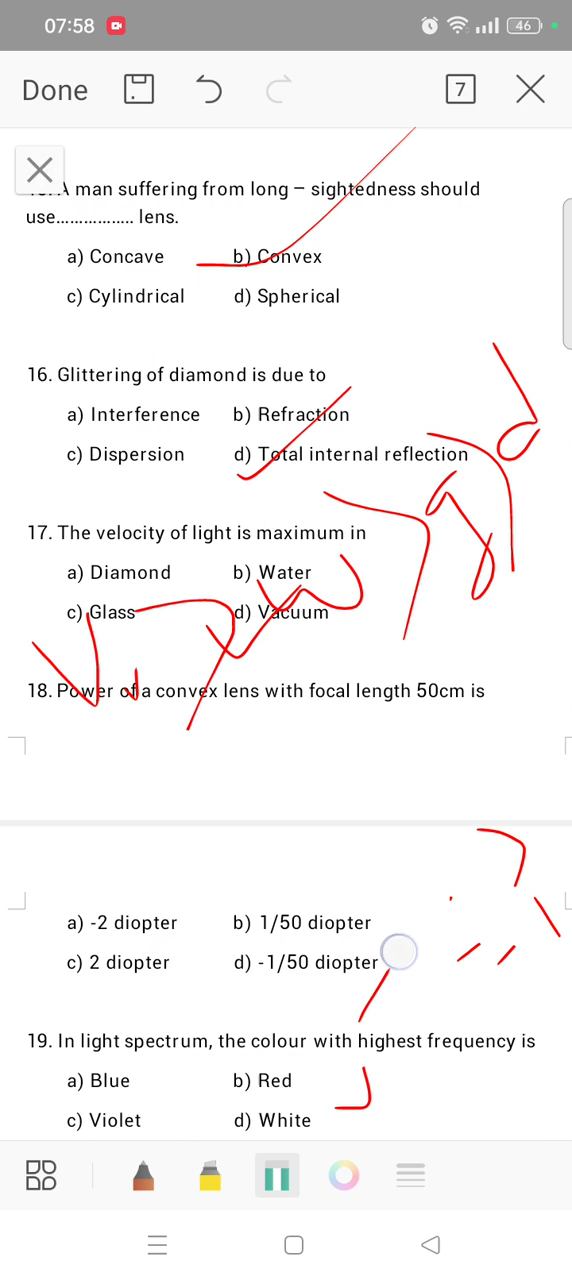 07:58
46
Done
7
A man suffering from long – sightedness should
use................ lens.
a) Concave b) Convex
c) Cylindrical d) Spherical
16. Glittering of diamond is due to
a) Interference b) Refraction
c) Dispersion d) Total internal reflection
17. The velocity of light is maximum in
a) Diamond b) Water
c) Glass d) Vacuum
18. Power of a convex lens with focal length 50cm is
a) -2 diopter b) 1/50 diopter
c) 2 diopter d) -1/50 diopter
19. In light spectrum, the colour with highest frequency is
a) Blue b) Red
c) Violet d) White